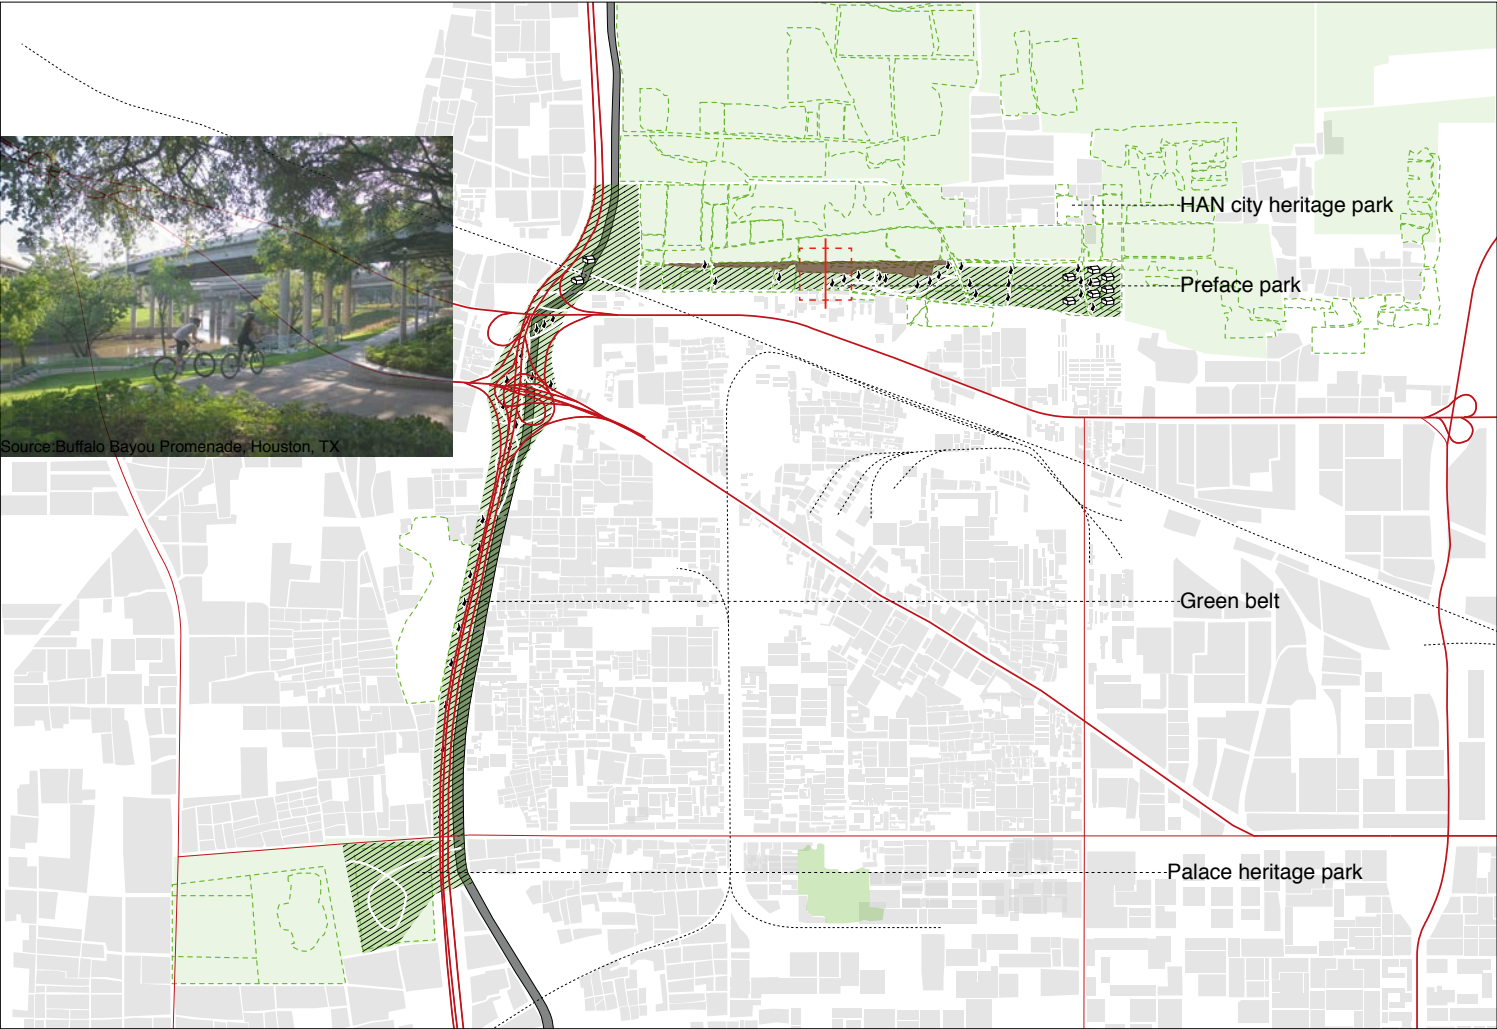 HAN city heritage park
Preface park
Source:Buffalo Bayou Promenade, Houston, TX
Green belt
Palace heritage park